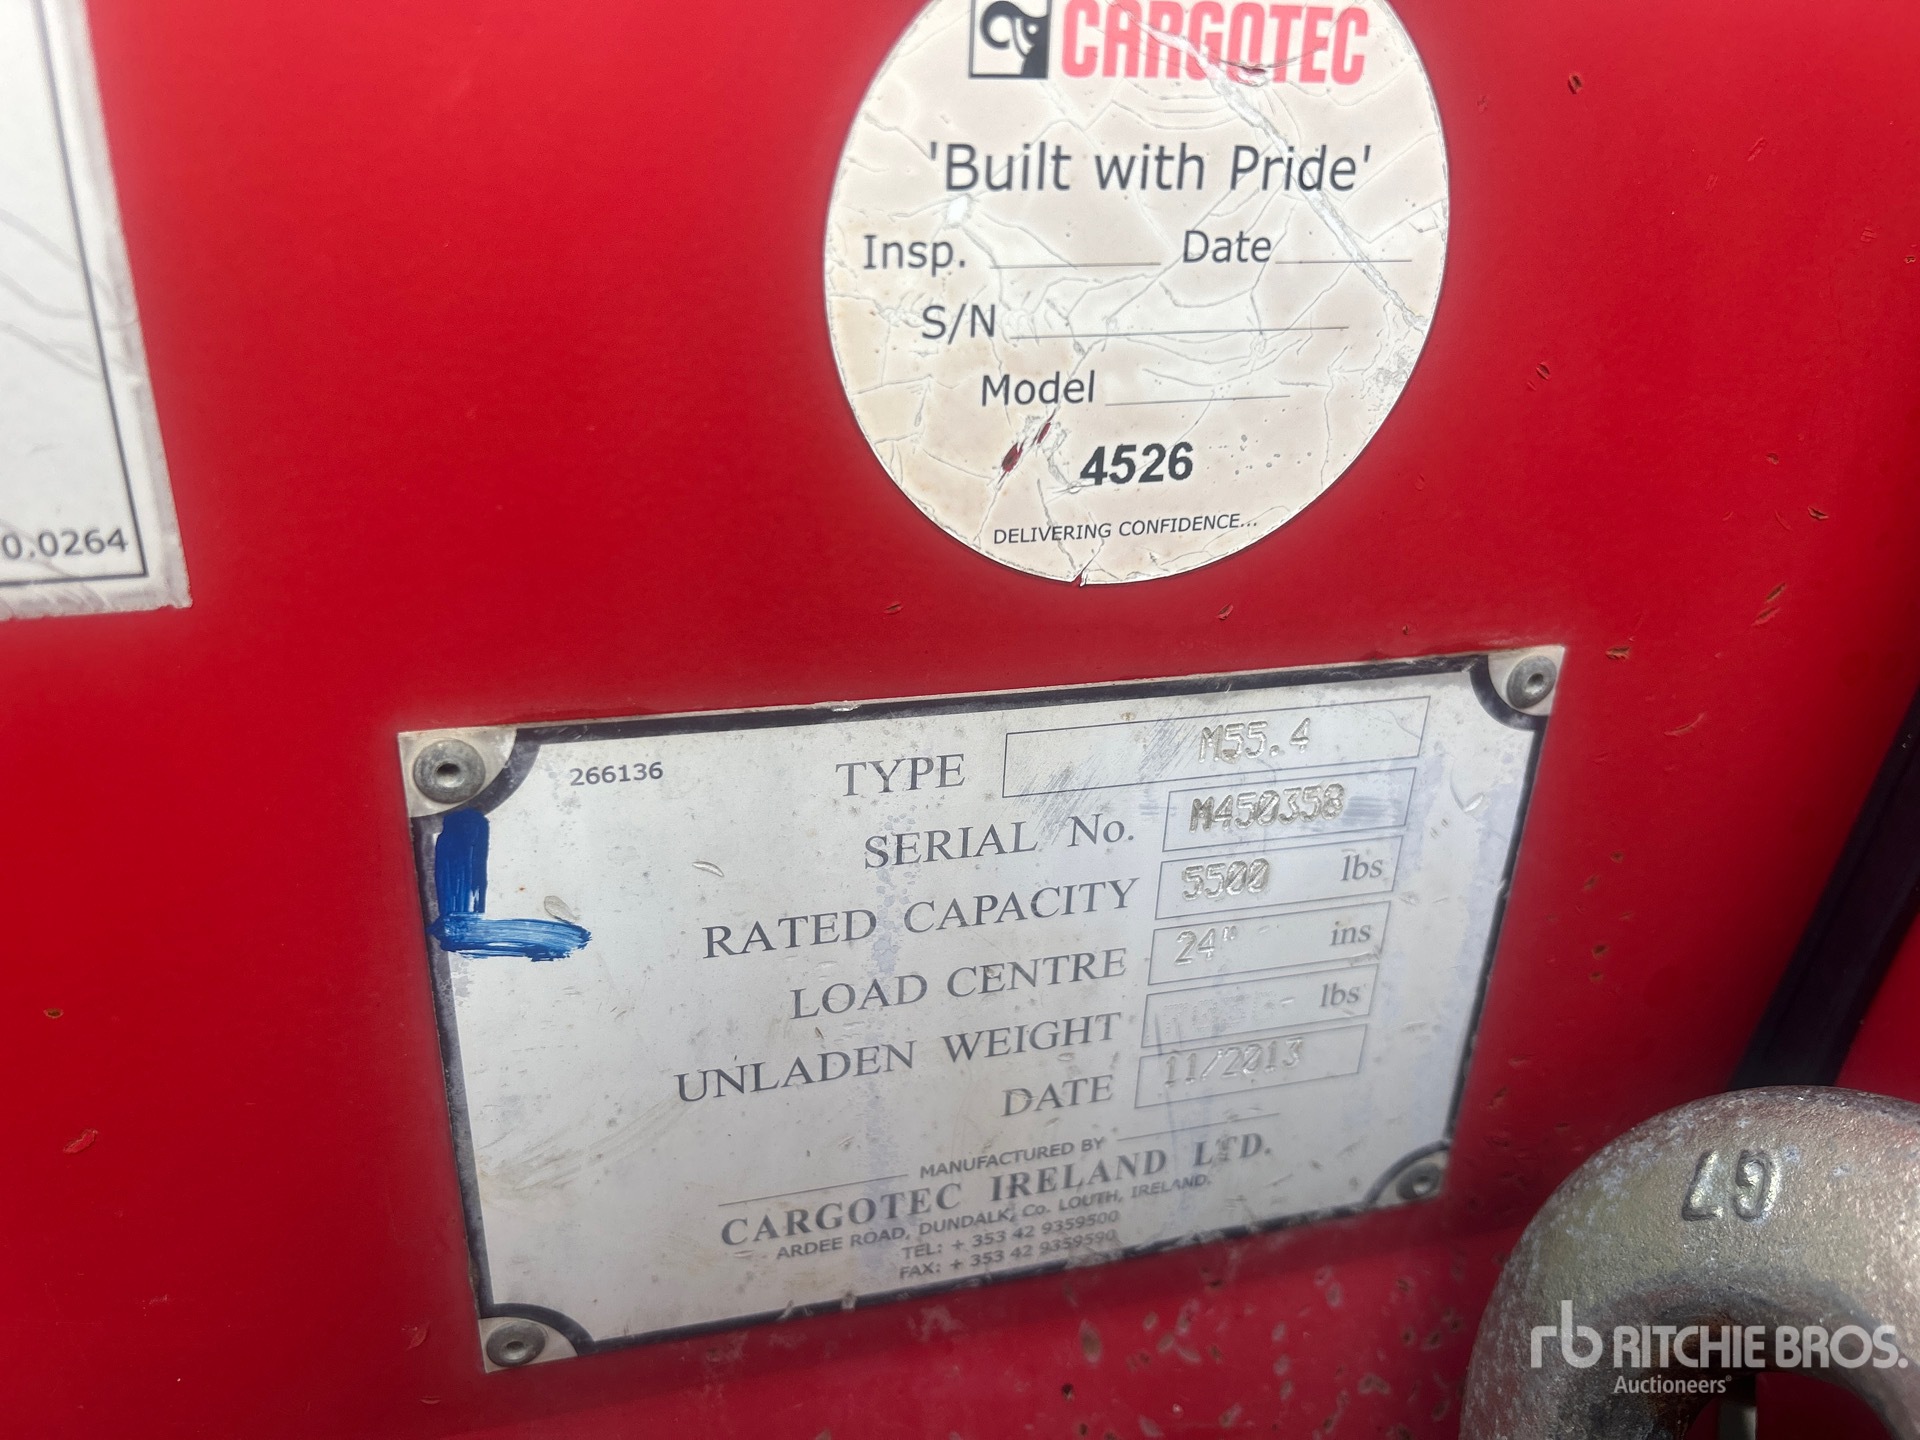 CARGOTEC
'Built with Pride'
Insp. Date
S/N
Model
4526
DELIVERING CONFIDENCE...
0.0264
266136
TYPE M55.4
SERIAL No. M450358
RATED CAPACITY 5500 lbs
LOAD CENTRE 24" ins
UNLADEN WEIGHT lbs
DATE 11/2013
MANUFACTURED BY
CARGOTEC IRELAND LTD.
ARDEE ROAD, DUNDALK, Co. LOUTH, IRELAND.
TEL: + 353 42 9359500
FAX: + 353 42 9359590
G7
rb RITCHIE BROS.
Auctioneers